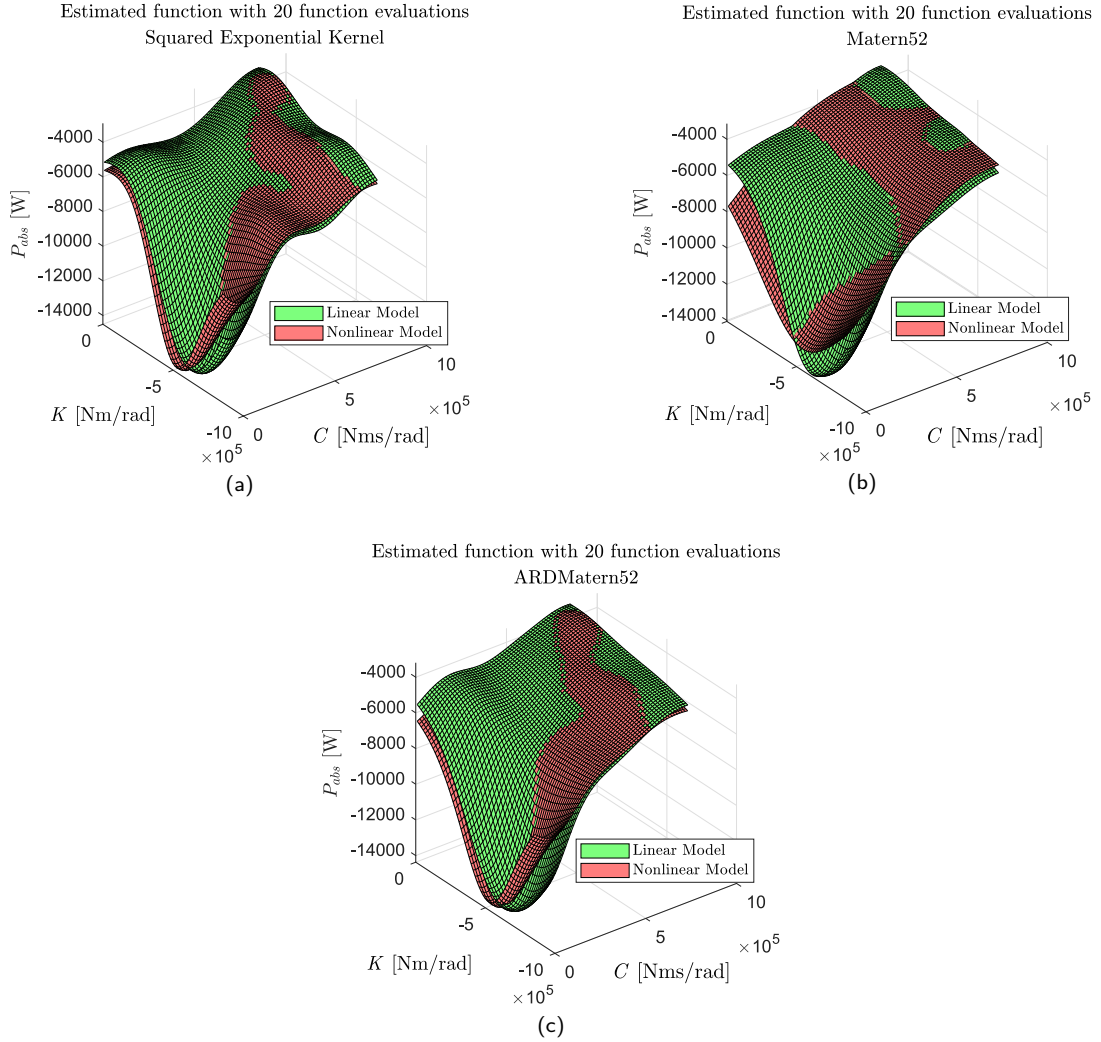 Estimated function with 20 function evaluations
Squared Exponential Kernel
-4000
-6000
-8000
-10000
-12000
-14000
P_abs [W]
0
-5
-10
×10^5
K [Nm/rad]
0
5
10
×10^5
C [Nms/rad]
Linear Model
Nonlinear Model
(a)
Estimated function with 20 function evaluations
Matern52
-4000
-6000
-8000
-10000
-12000
-14000
P_abs [W]
0
-5
-10
×10^5
K [Nm/rad]
0
5
10
×10^5
C [Nms/rad]
Linear Model
Nonlinear Model
(b)
Estimated function with 20 function evaluations
ARDMatern52
-4000
-6000
-8000
-10000
-12000
-14000
P_abs [W]
0
-5
-10
×10^5
K [Nm/rad]
0
5
10
×10^5
C [Nms/rad]
Linear Model
Nonlinear Model
(c)